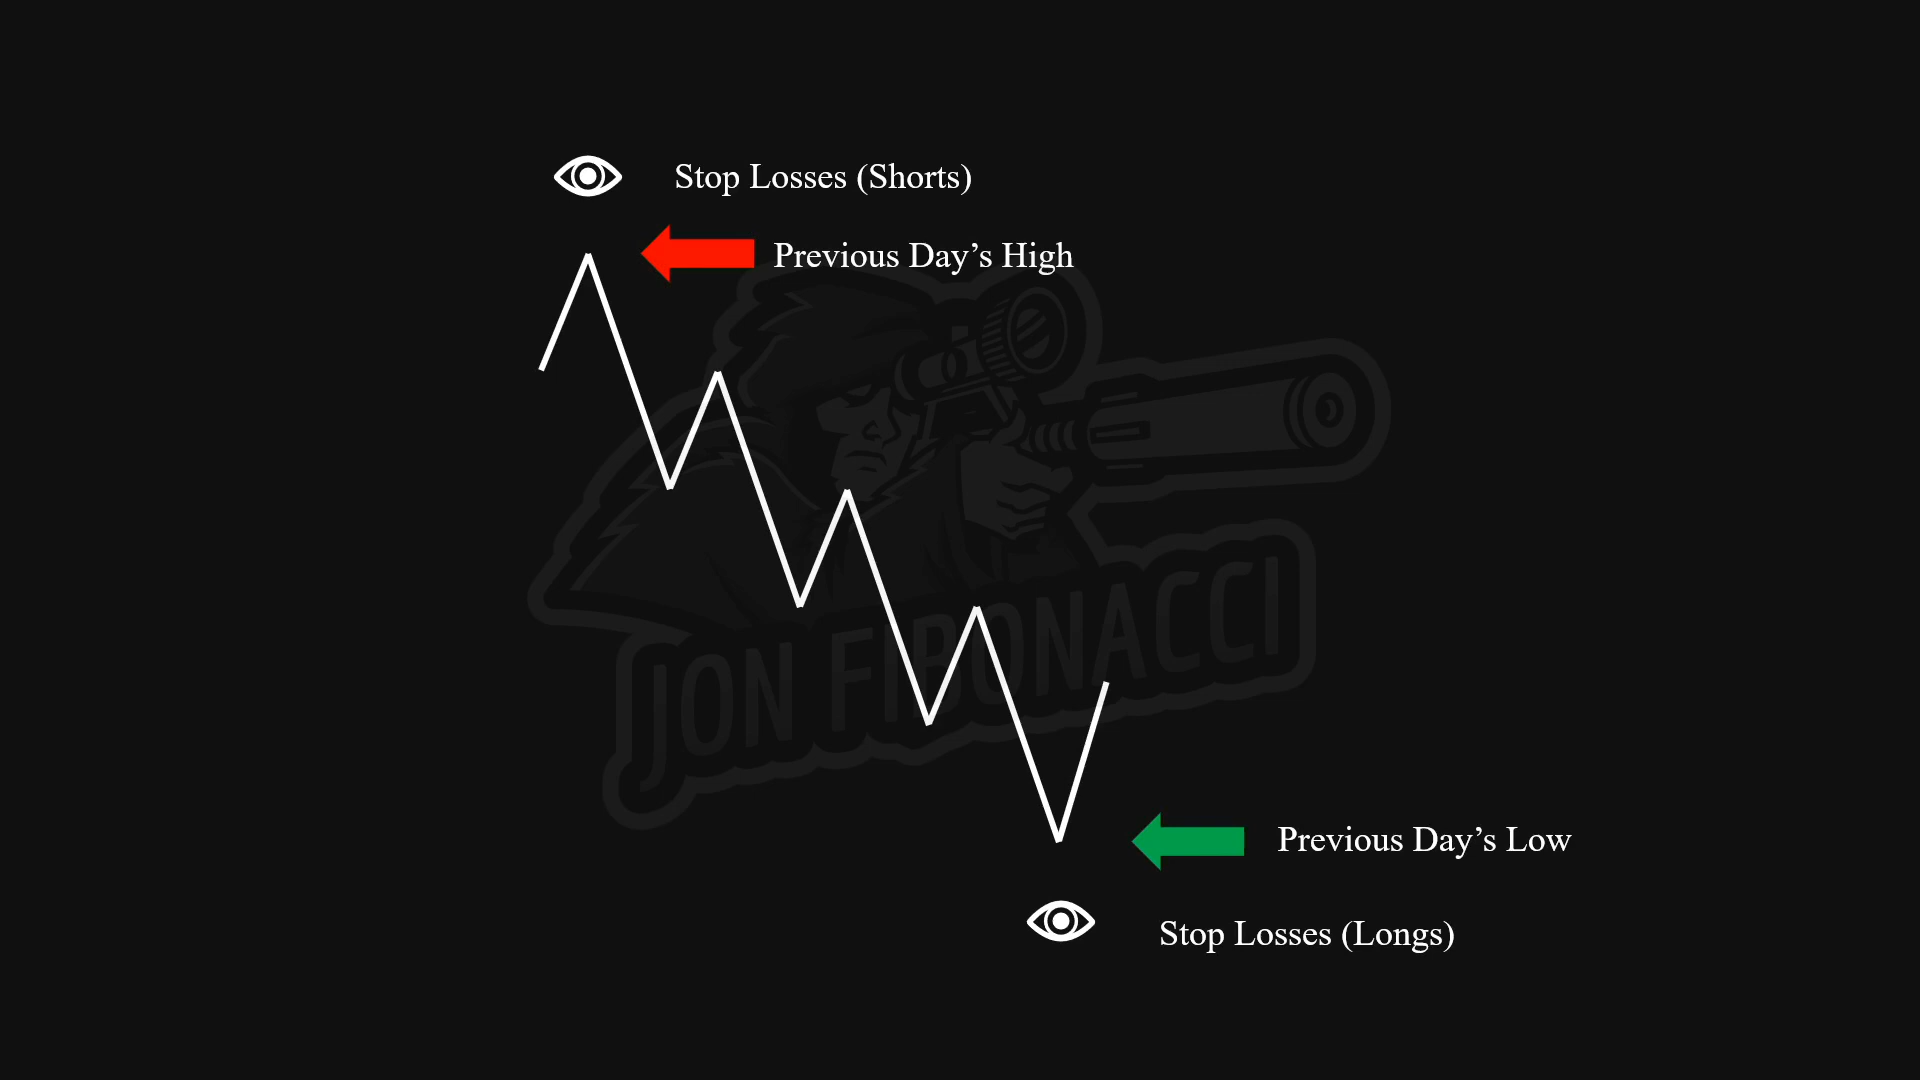 Stop Losses (Shorts)
Previous Day’s High
JON FIBONACCI
Previous Day’s Low
Stop Losses (Longs)